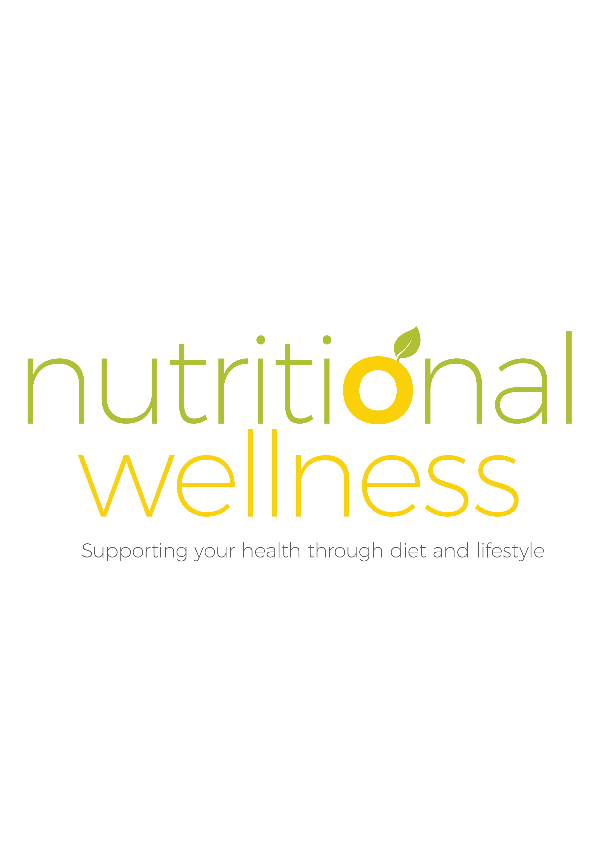 nutritional
wellness
Supporting your health through diet and lifestyle